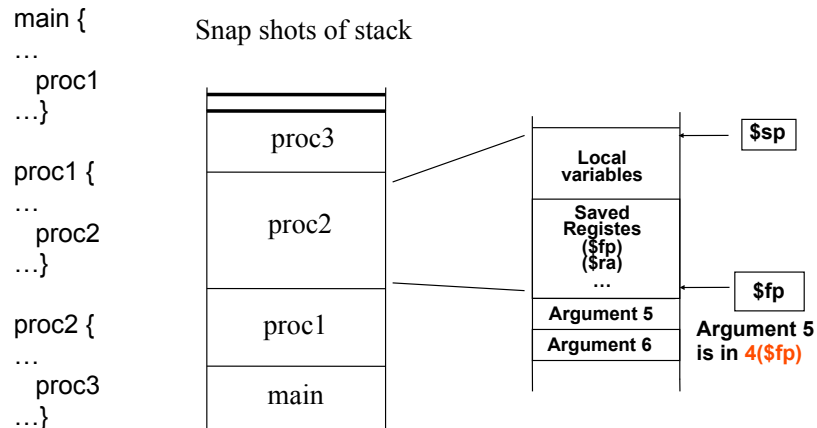 main {
…
proc1
…}
proc1 {
…
proc2
…}
proc2 {
…
proc3
…}
Snap shots of stack
proc3
proc2
proc1
main
Local
variables
Saved
Registes
($fp)
($ra)
…
Argument 5
Argument 6
$sp
$fp
Argument 5
is in 4($fp)